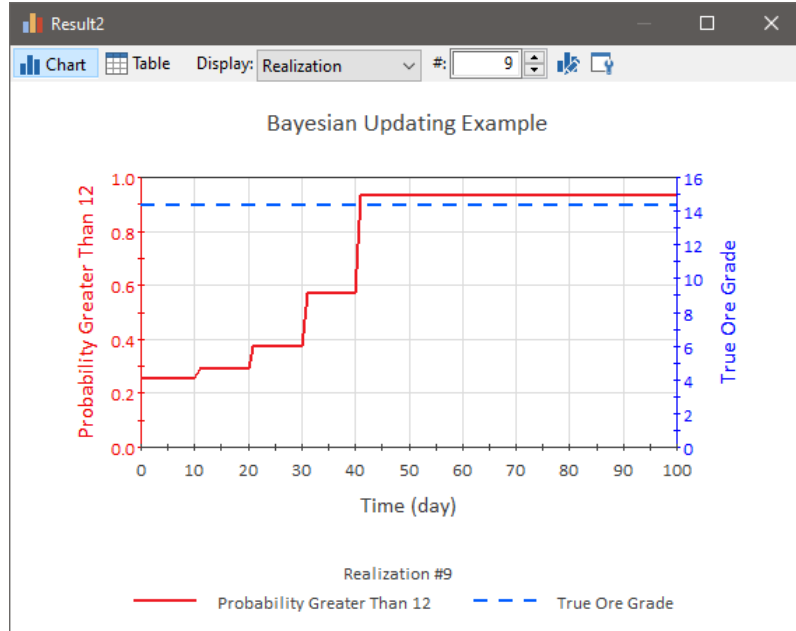 Result2
Chart Table Display: Realization #: 9
Bayesian Updating Example
Probability Greater Than 12
1.0
0.8
0.6
0.4
0.2
0.0
16
14
12
10
8
6
4
2
0
True Ore Grade
0 10 20 30 40 50 60 70 80 90 100
Time (day)
Realization #9
Probability Greater Than 12 True Ore Grade